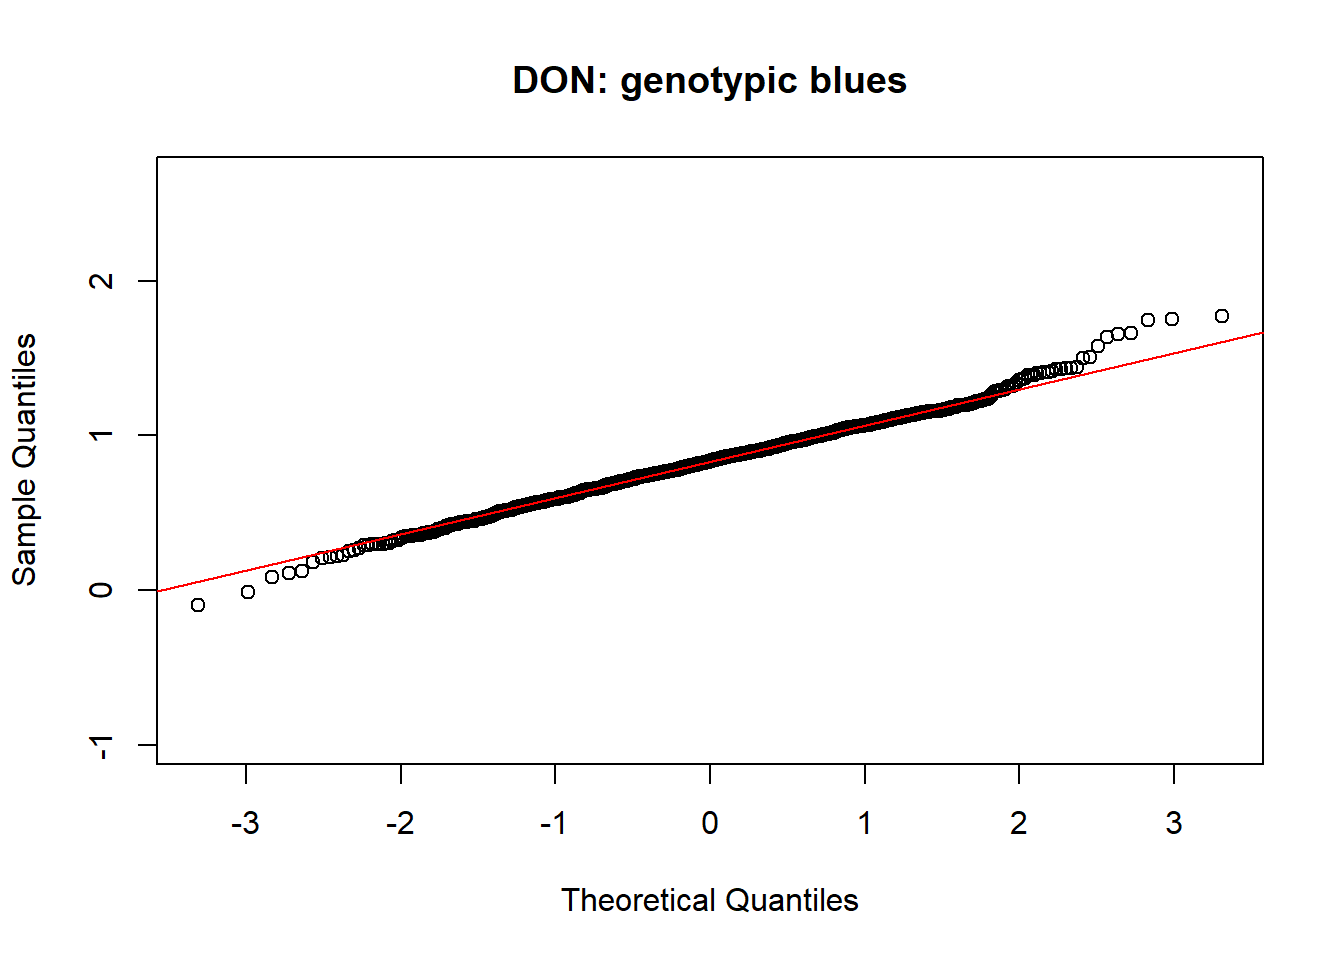 DON: genotypic blues
Sample Quantiles
2
1
0
-1
-3 -2 -1 0 1 2 3
Theoretical Quantiles